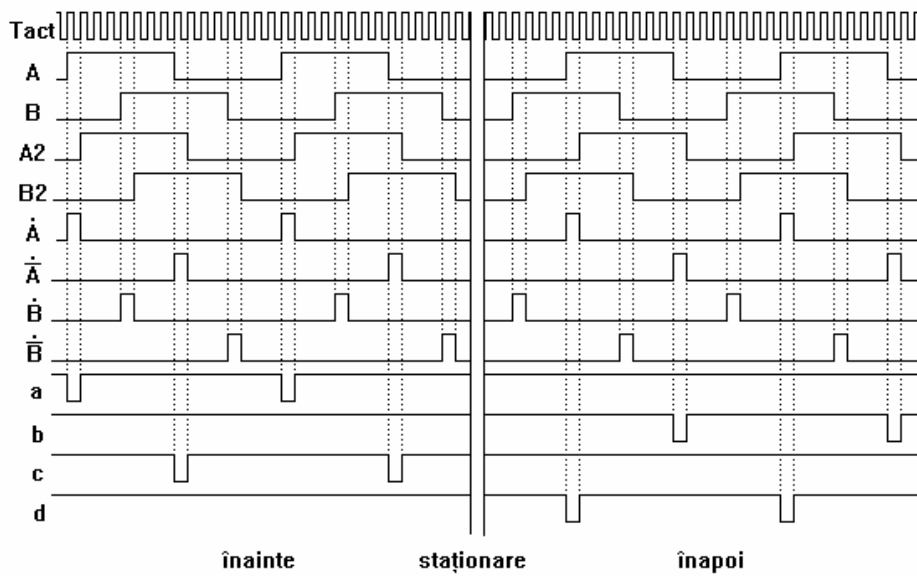 Tact
A
B
A2
B2
Ȧ
Ȧ̅
Ḃ
Ḃ̅
a
b
c
d
înainte staționare înapoi